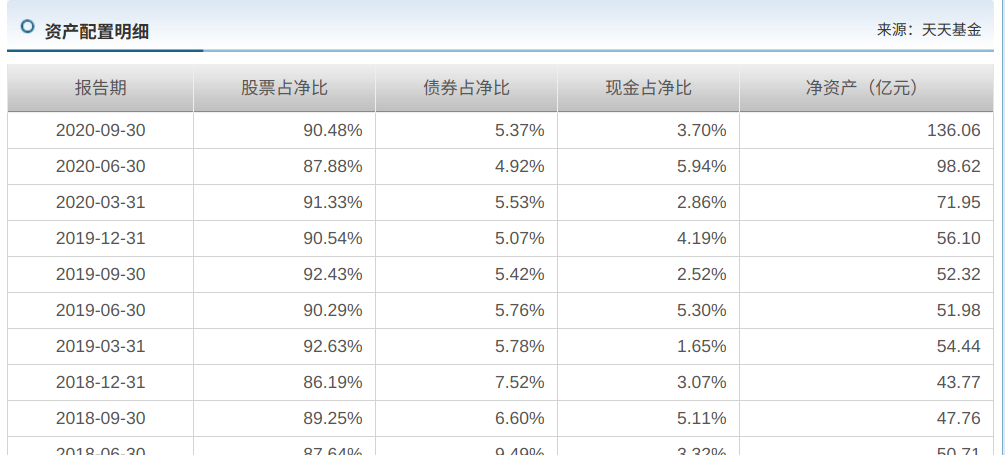 资产配置明细
来源：天天基金
报告期 股票占净比 债券占净比 现金占净比 净资产（亿元）
2020-09-30 90.48% 5.37% 3.70% 136.06
2020-06-30 87.88% 4.92% 5.94% 98.62
2020-03-31 91.33% 5.53% 2.86% 71.95
2019-12-31 90.54% 5.07% 4.19% 56.10
2019-09-30 92.43% 5.42% 2.52% 52.32
2019-06-30 90.29% 5.76% 5.30% 51.98
2019-03-31 92.63% 5.78% 1.65% 54.44
2018-12-31 86.19% 7.52% 3.07% 43.77
2018-09-30 89.25% 6.60% 5.11% 47.76
2018-06-30 87.64% 9.49% 3.32% 50.71